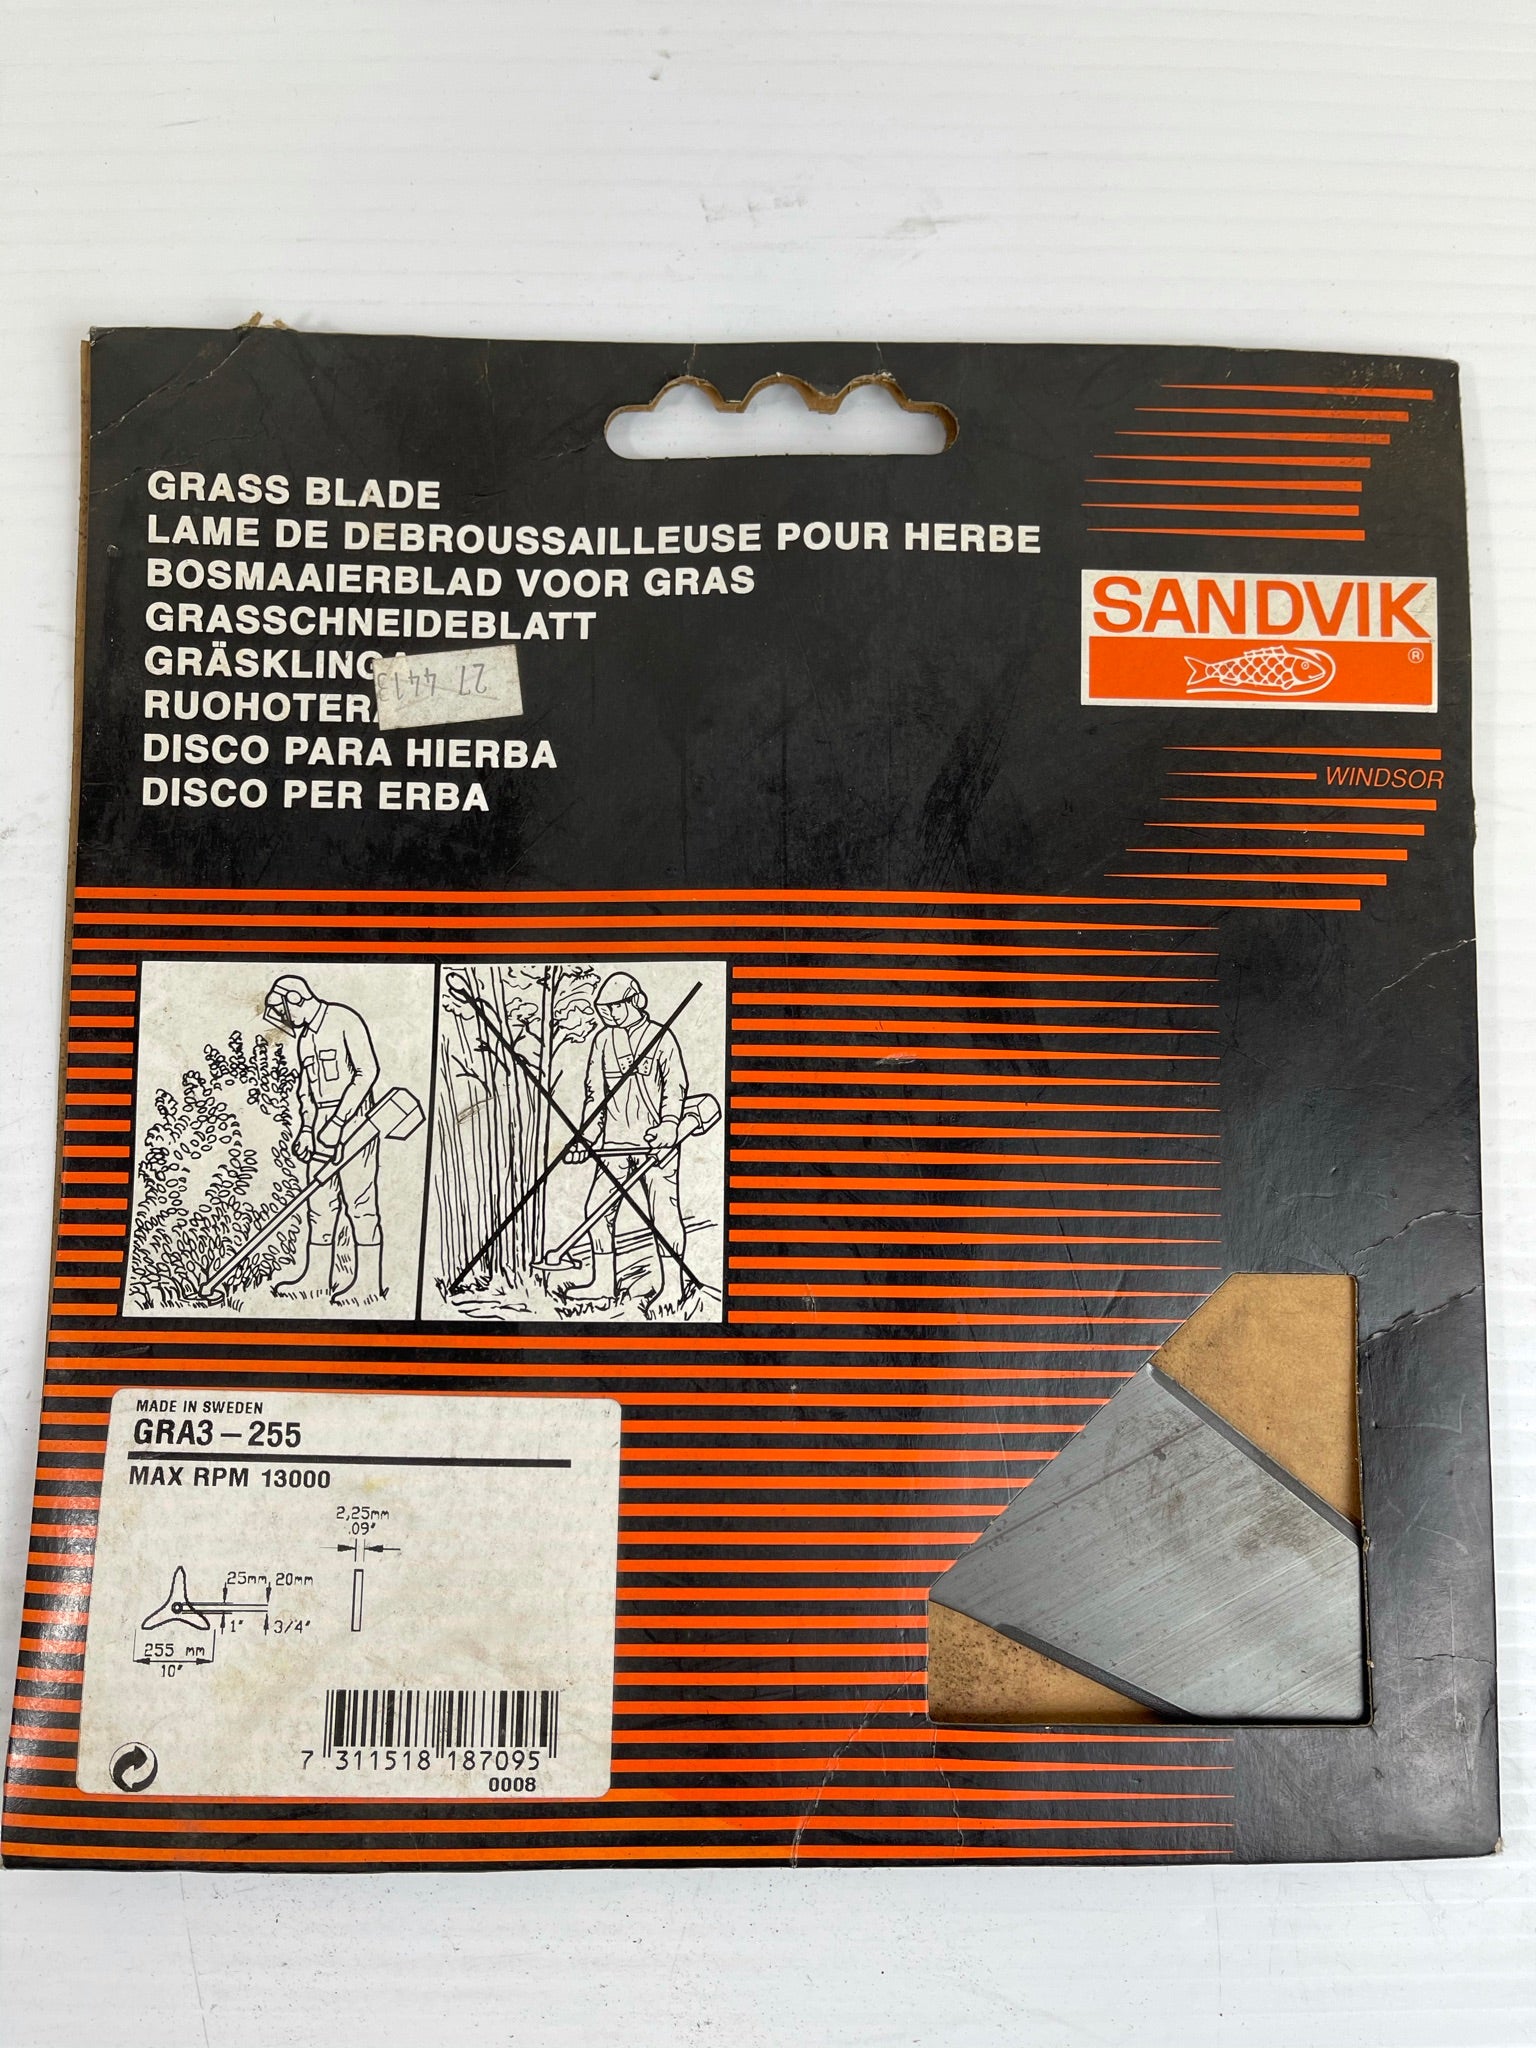 GRASS BLADE
LAME DE DEBROUSSAILLEUSE POUR HERBE
BOSMAAIERBLAD VOOR GRAS
GRASSCHNEIDEBLATT
GRÄSKLINGA
27 4413
DISCO PARA HIERBA
DISCO PER ERBA
SANDVIK
®
WINDSOR
MADE IN SWEDEN
GRA3-255
MAX RPM 13000
2,25mm
.09"
25mm 20mm
1" 3/4"
255 mm
10"
7 311518 187095
0008